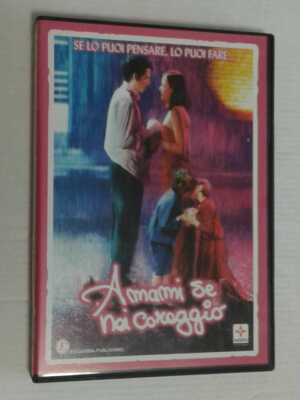 SE LO PUOI PENSARE, LO PUOI FARE...
Amami se
hai coraggio